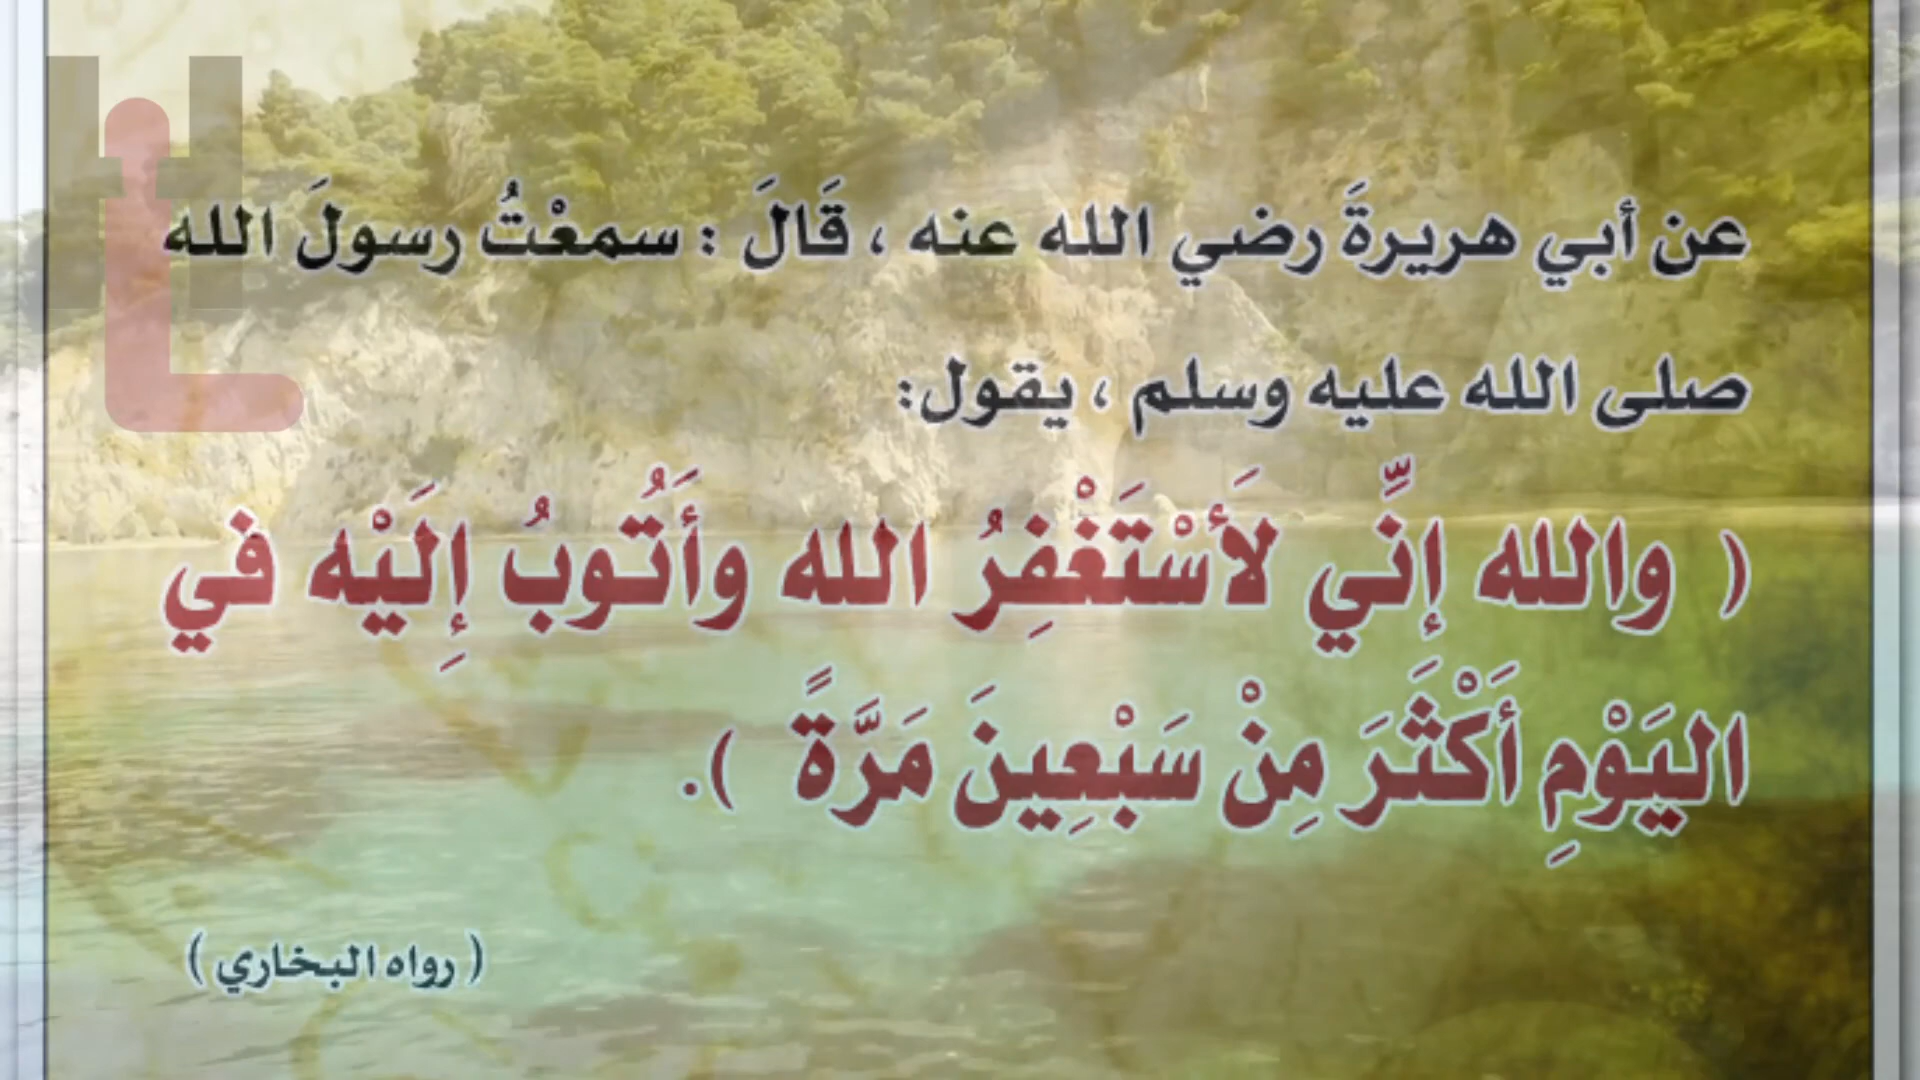 عن أبي هريرةَ رضي الله عنه ، قَالَ : سمعْتُ رسولَ الله
صلى الله عليه وسلم ، يقول:
( والله إنِّي لَأسْتَغْفِرُ الله وأَتُوبُ إِلَيْه في
اليَوْمِ أَكْثَرَ مِنْ سَبْعِينَ مَرَّةً ).
( رواه البخاري )